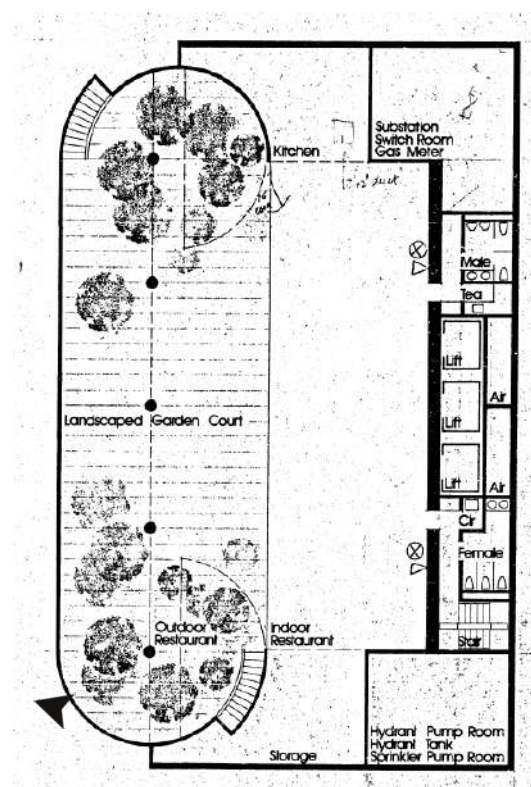 Substation
Switch Room
Gas Meter
Kitchen
Male
Tea
Lift
Air
Lift
Landscaped Garden Court
Lift
Air
Clr
Female
Outdoor
Restaurant
Indoor
Restaurant
Stair
Hydrant Pump Room
Hydrant Tank
Sprinkler Pump Room
Storage